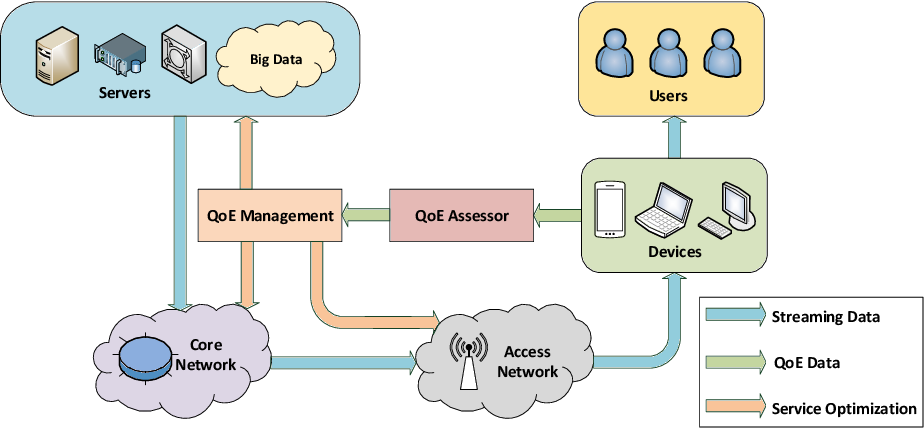 Big Data
Servers
Users
QoE Management
QoE Assessor
Devices
Core
Network
Access
Network
Streaming Data
QoE Data
Service Optimization